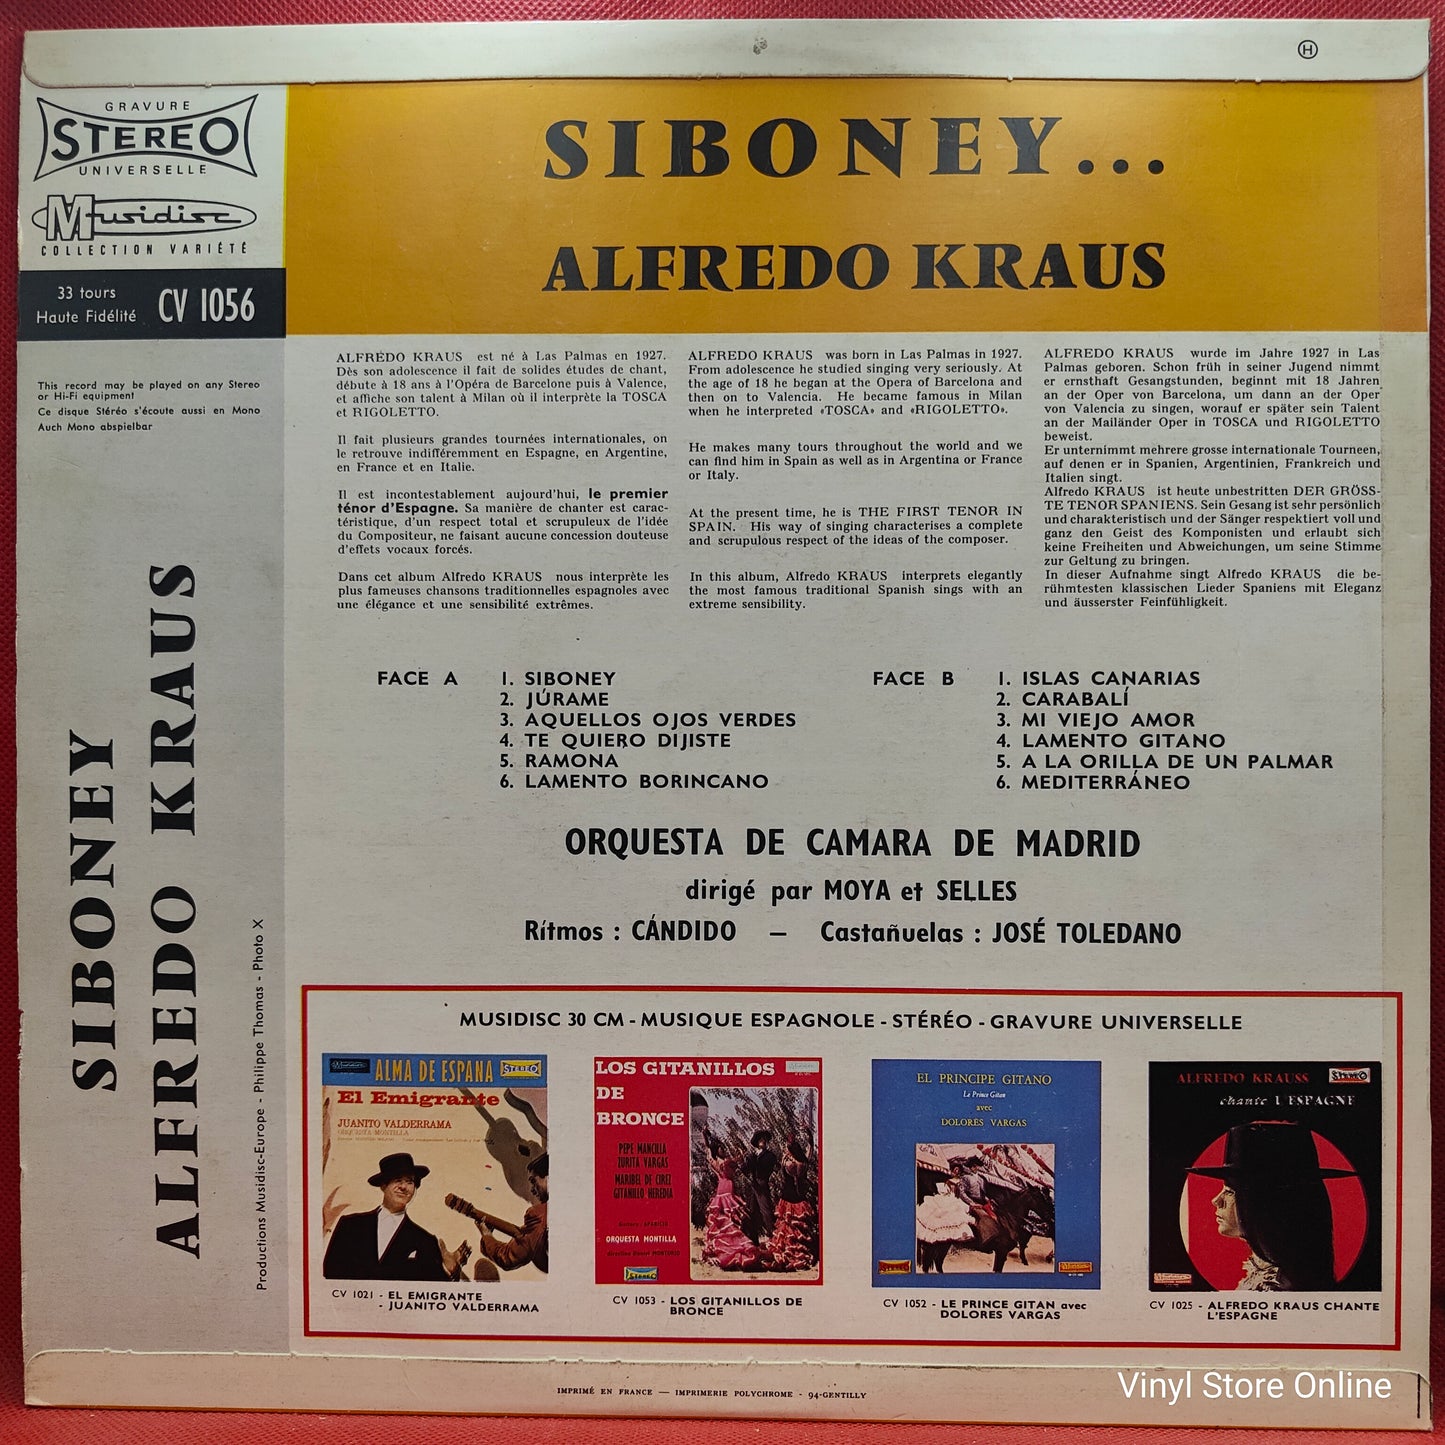 Ⓗ
GRAVURE
STEREO
UNIVERSELLE
Musidisc
COLLECTION VARIÉTÉ
33 tours
Haute Fidélité
CV 1056
SIBONEY...
ALFREDO KRAUS
This record may be played on any Stereo
or Hi-Fi equipment
Ce disque Stéréo s'écoute aussi en Mono
Auch Mono abspielbar
SIBONEY
ALFREDO KRAUS
Productions Musidisc-Europe - Philippe Thomas - Photo X
ALFREDO KRAUS est né à Las Palmas en 1927.
Dès son adolescence il fait de solides études de chant,
débute à 18 ans à l'Opéra de Barcelone puis à Valence,
et affiche son talent à Milan où il interprète la TOSCA
et RIGOLETTO.
Il fait plusieurs grandes tournées internationales, on
le retrouve indifféremment en Espagne, en Argentine,
en France et en Italie.
Il est incontestablement aujourd'hui, le premier
ténor d'Espagne. Sa manière de chanter est carac-
téristique, d'un respect total et scrupuleux de l'idée
du Compositeur, ne faisant aucune concession douteuse
d'effets vocaux forcés.
Dans cet album Alfredo KRAUS nous interprète les
plus fameuses chansons traditionnelles espagnoles avec
une élégance et une sensibilité extrêmes.
ALFREDO KRAUS was born in Las Palmas in 1927.
From adolescence he studied singing very seriously. At
the age of 18 he began at the Opera of Barcelona and
then on to Valencia. He became famous in Milan
when he interpreted «TOSCA» and «RIGOLETTO».
He makes many tours throughout the world and we
can find him in Spain as well as in Argentina or France
or Italy.
At the present time, he is THE FIRST TENOR IN
SPAIN. His way of singing characterises a complete
and scrupulous respect of the ideas of the composer.
In this album, Alfredo KRAUS interprets elegantly
the most famous traditional Spanish sings with an
extreme sensibility.
ALFREDO KRAUS wurde im Jahre 1927 in Las
Palmas geboren. Schon früh in seiner Jugend nimmt
er ernsthaft Gesangstunden, beginnt mit 18 Jahren
an der Oper von Barcelona, um dann an der Oper
von Valencia zu singen, worauf er später sein Talent
an der Mailänder Oper in TOSCA und RIGOLETTO
beweist.
Er unternimmt mehrere grosse internationale Tourneen,
auf denen er in Spanien, Argentinien, Frankreich und
Italien singt.
Alfredo KRAUS ist heute unbestritten DER GRÖSS-
TE TENOR SPANIENS. Sein Gesang ist sehr persönlich
und charakteristisch und der Sänger respektiert voll und
ganz den Geist des Komponisten und erlaubt sich
keine Freiheiten und Abweichungen, um seine Stimme
zur Geltung zu bringen.
In dieser Aufnahme singt Alfredo KRAUS die be-
rühmtesten klassischen Lieder Spaniens mit Eleganz
und äusserster Feinfühligkeit.
FACE A
1. SIBONEY
2. JÚRAME
3. AQUELLOS OJOS VERDES
4. TE QUIERO DIJISTE
5. RAMONA
6. LAMENTO BORINCANO
FACE B
1. ISLAS CANARIAS
2. CARABALÍ
3. MI VIEJO AMOR
4. LAMENTO GITANO
5. A LA ORILLA DE UN PALMAR
6. MEDITERRÁNEO
ORQUESTA DE CAMARA DE MADRID
dirigé par MOYA et SELLES
Rítmos : CÁNDIDO — Castañuelas : JOSÉ TOLEDANO
MUSIDISC 30 CM - MUSIQUE ESPAGNOLE - STÉRÉO - GRAVURE UNIVERSELLE
ALMA DE ESPANA
STEREO
El Emigrante
JUANITO VALDERRAMA
ORQUESTA MONTILLA
CV 1021 - EL EMIGRANTE
- JUANITO VALDERRAMA
LOS GITANILLOS
DE
BRONCE
PEPE MANCILLA
ZURITA VARGAS
MARIBEL DE CIREZ
GITANILLO HEREDIA
ORQUESTA MONTILLA
STEREO
CV 1053 - LOS GITANILLOS DE
BRONCE
EL PRINCIPE GITANO
Le Prince Gitan
avec
DOLORES VARGAS
STEREO
Musidisc
CV 1052 - LE PRINCE GITAN avec
DOLORES VARGAS
ALFREDO KRAUSS
STEREO
chante L'ESPAGNE
CV 1025 - ALFREDO KRAUS CHANTE
L'ESPAGNE
IMPRIMÉ EN FRANCE — IMPRIMERIE POLYCHROME - 94-GENTILLY
Vinyl Store Online